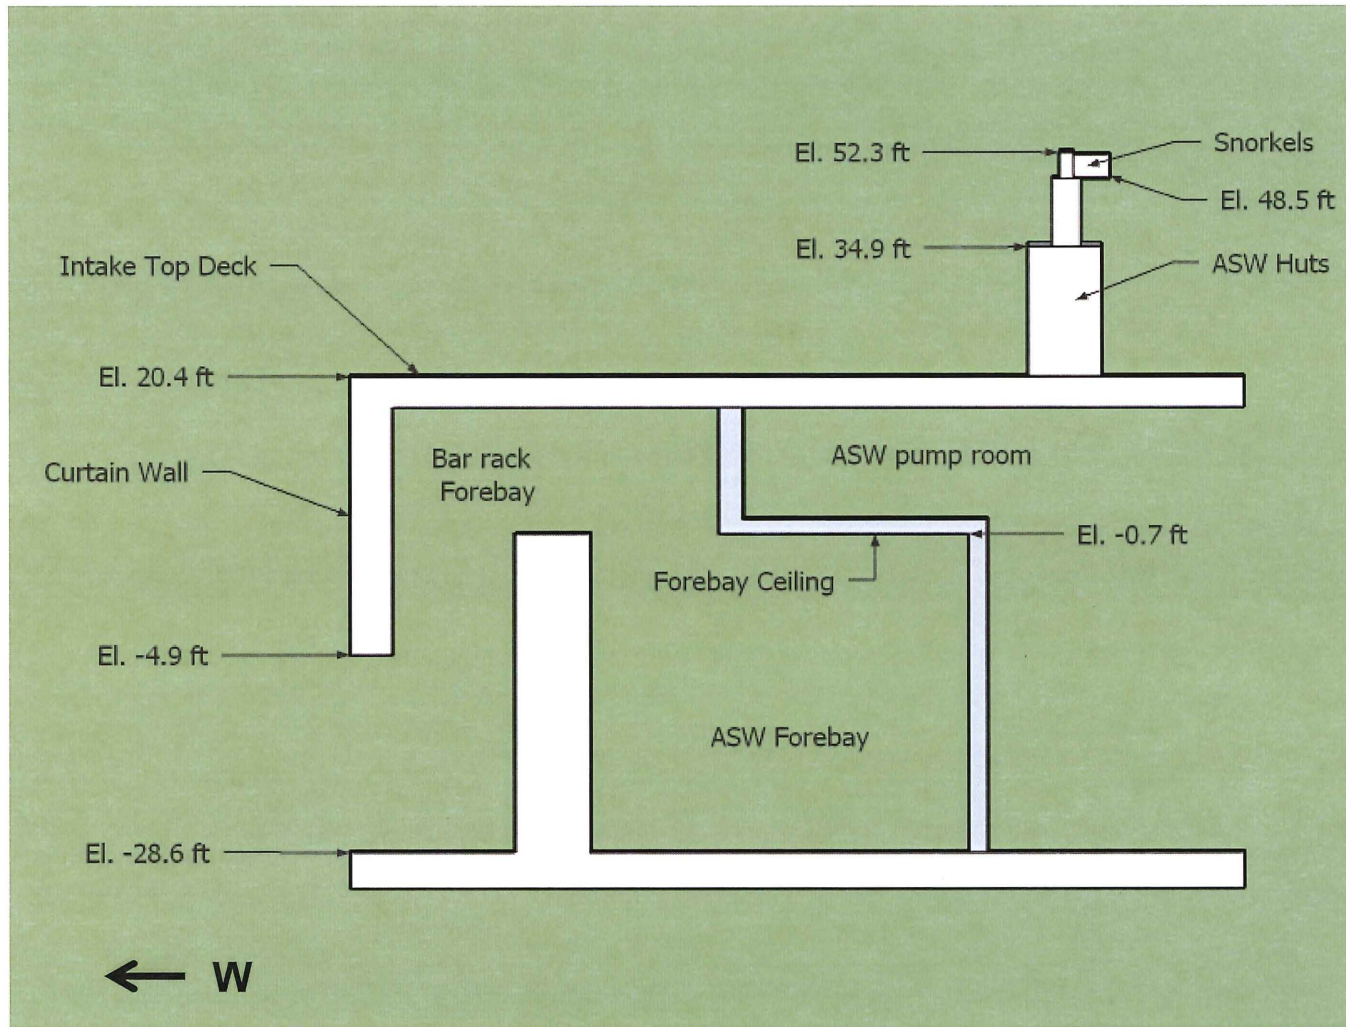 Snorkels
El. 52.3 ft
El. 48.5 ft
El. 34.9 ft
Intake Top Deck
ASW Huts
El. 20.4 ft
Bar rack
Forebay
ASW pump room
Curtain Wall
El. -0.7 ft
Forebay Ceiling
El. -4.9 ft
ASW Forebay
El. -28.6 ft
W